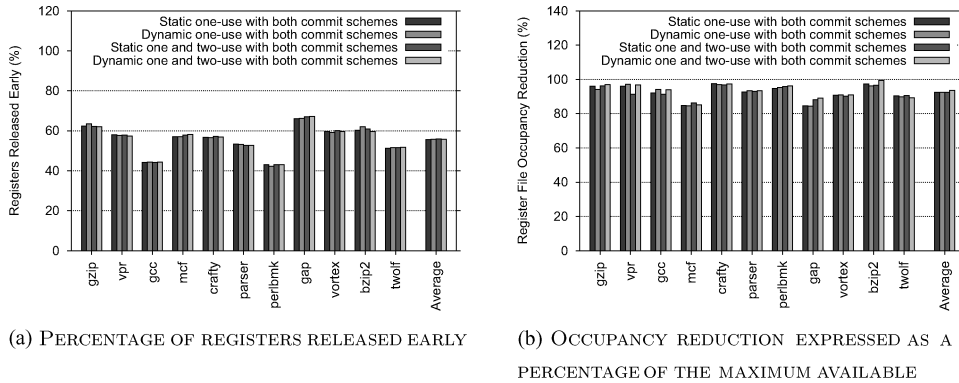 120
100
80
60
40
20
0
Registers Released Early (%)
Static one-use with both commit schemes
Dynamic one-use with both commit schemes
Static one and two-use with both commit schemes
Dynamic one and two-use with both commit schemes
gzip
vpr
gcc
mcf
crafty
parser
perlbmk
gap
vortex
bzip2
twolf
Average
(a) PERCENTAGE OF REGISTERS RELEASED EARLY
140
120
100
80
60
40
20
0
Register File Occupancy Reduction (%)
Static one-use with both commit schemes
Dynamic one-use with both commit schemes
Static one and two-use with both commit schemes
Dynamic one and two-use with both commit schemes
gzip
vpr
gcc
mcf
crafty
parser
perlbmk
gap
vortex
bzip2
twolf
Average
(b) OCCUPANCY REDUCTION EXPRESSED AS A
PERCENTAGE OF THE MAXIMUM AVAILABLE